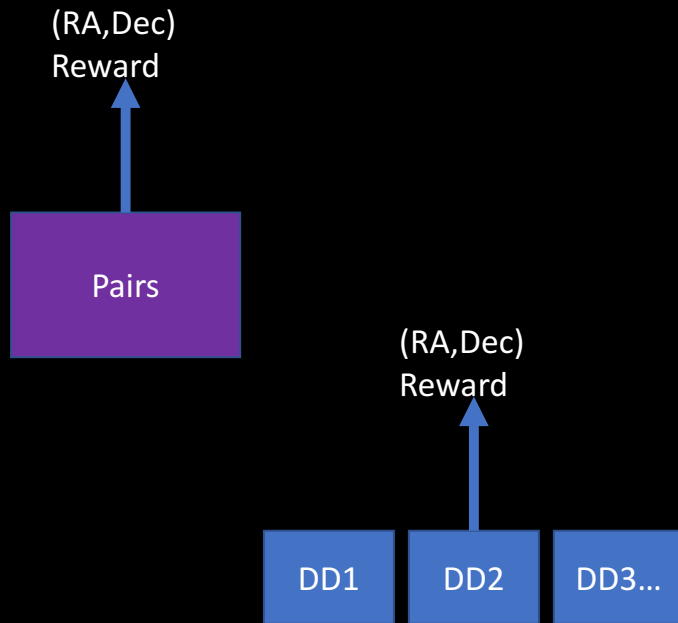 (RA,Dec)
Reward
Pairs
(RA,Dec)
Reward
DD1
DD2
DD3...